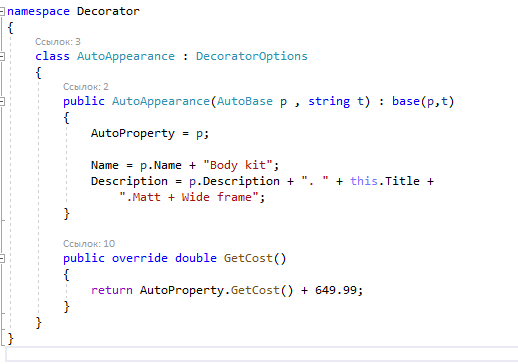 namespace Decorator
{
Ссылок: 3
class AutoAppearance : DecoratorOptions
{
Ссылок: 2
public AutoAppearance(AutoBase p , string t) : base(p,t)
{
AutoProperty = p;
Name = p.Name + "Body kit";
Description = p.Description + ". " + this.Title +
".Matt + Wide frame";
}
Ссылок: 10
public override double GetCost()
{
return AutoProperty.GetCost() + 649.99;
}
}
}